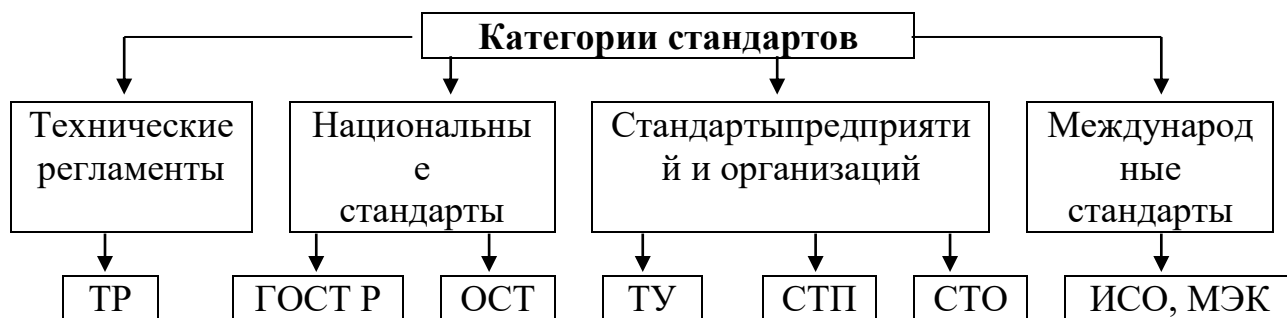 Категории стандартов
Технические
регламенты
Национальны
е
стандарты
Стандартыпредприяти
й и организаций
Международ
ные
стандарты
ТР
ГОСТ Р
ОСТ
ТУ
СТП
СТО
ИСО, МЭК